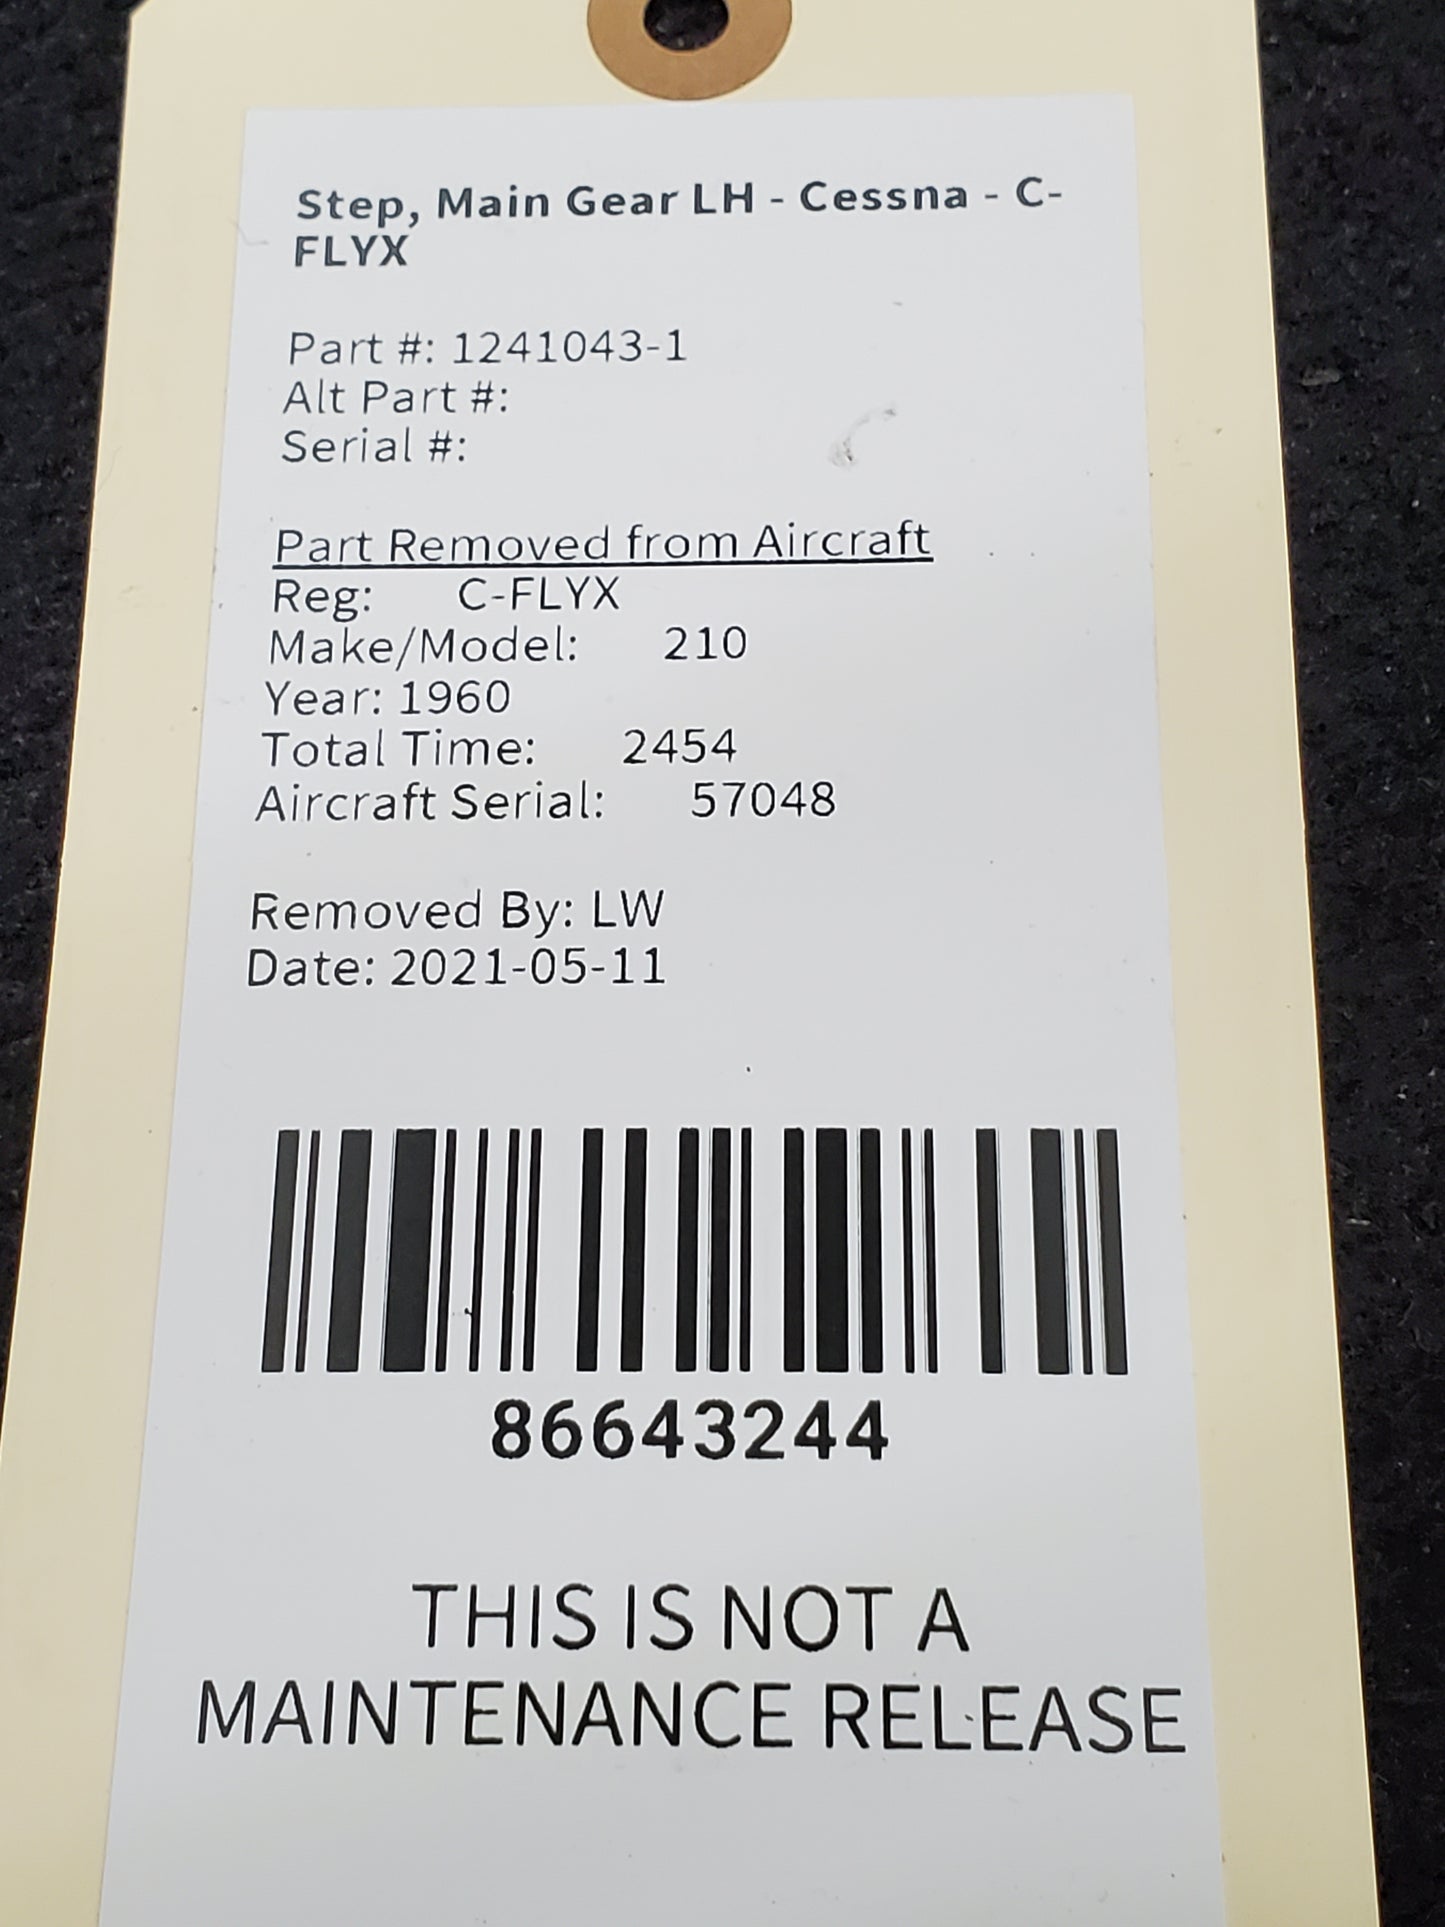 Step, Main Gear LH - Cessna - C-
FLYX
Part #: 1241043-1
Alt Part #:
Serial #:
Part Removed from Aircraft
Reg: C-FLYX
Make/Model: 210
Year: 1960
Total Time: 2454
Aircraft Serial: 57048
Removed By: LW
Date: 2021-05-11
86643244
THIS IS NOT A
MAINTENANCE RELEASE